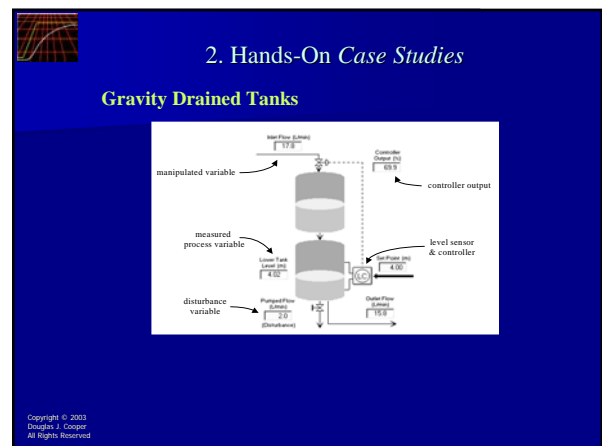 2. Hands-On Case Studies
Gravity Drained Tanks
Inlet Flow (L/min)
17.8
Controller
Output (%)
69.9
manipulated variable
controller output
measured
process variable
level sensor
& controller
Lower Tank
Level (m)
4.02
Set Point (m)
4.00
LC
disturbance
variable
Pumped Flow
(L/min)
2.0
(Disturbance)
Outlet Flow
(L/min)
15.8
Copyright © 2003
Douglas J. Cooper
All Rights Reserved